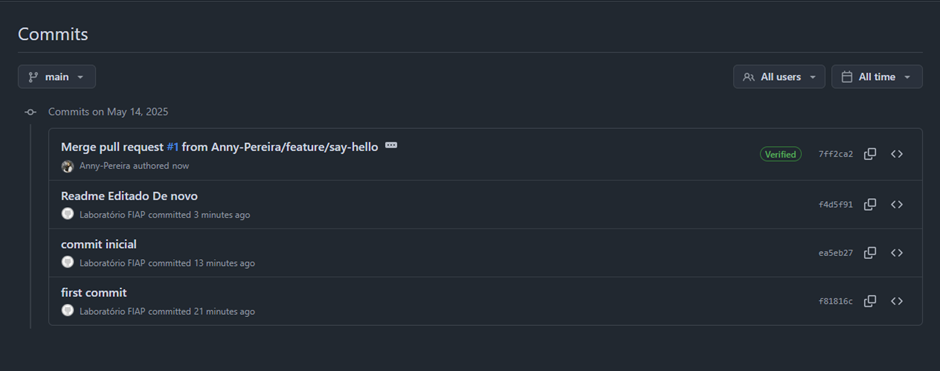 Commits
main All users All time
Commits on May 14, 2025
Merge pull request #1 from Anny-Pereira/feature/say-hello
Verified 7ff2ca2
Anny-Pereira authored now
Readme Editado De novo
f4d5f91
Laboratório FIAP committed 3 minutes ago
commit inicial
ea5eb27
Laboratório FIAP committed 13 minutes ago
first commit
f81816c
Laboratório FIAP committed 21 minutes ago